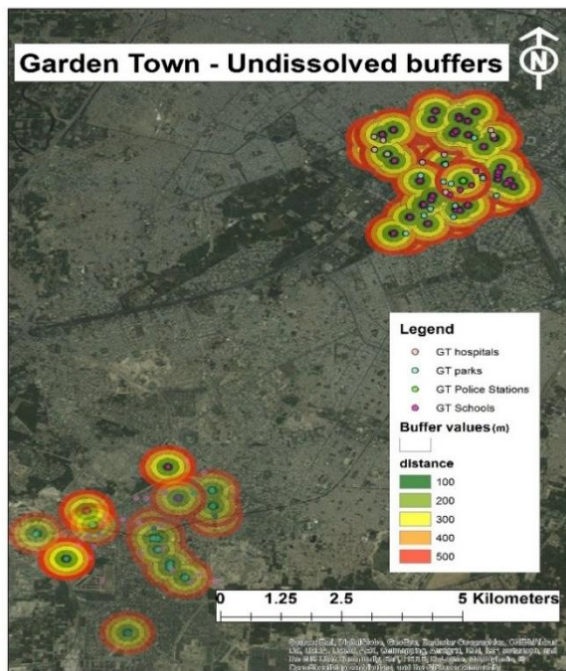 Garden Town - Undissolved buffers
N
Legend
GT hospitals
GT parks
GT Police Stations
GT Schools
Buffer values (m)
distance
100
200
300
400
500
0 1.25 2.5 5 Kilometers